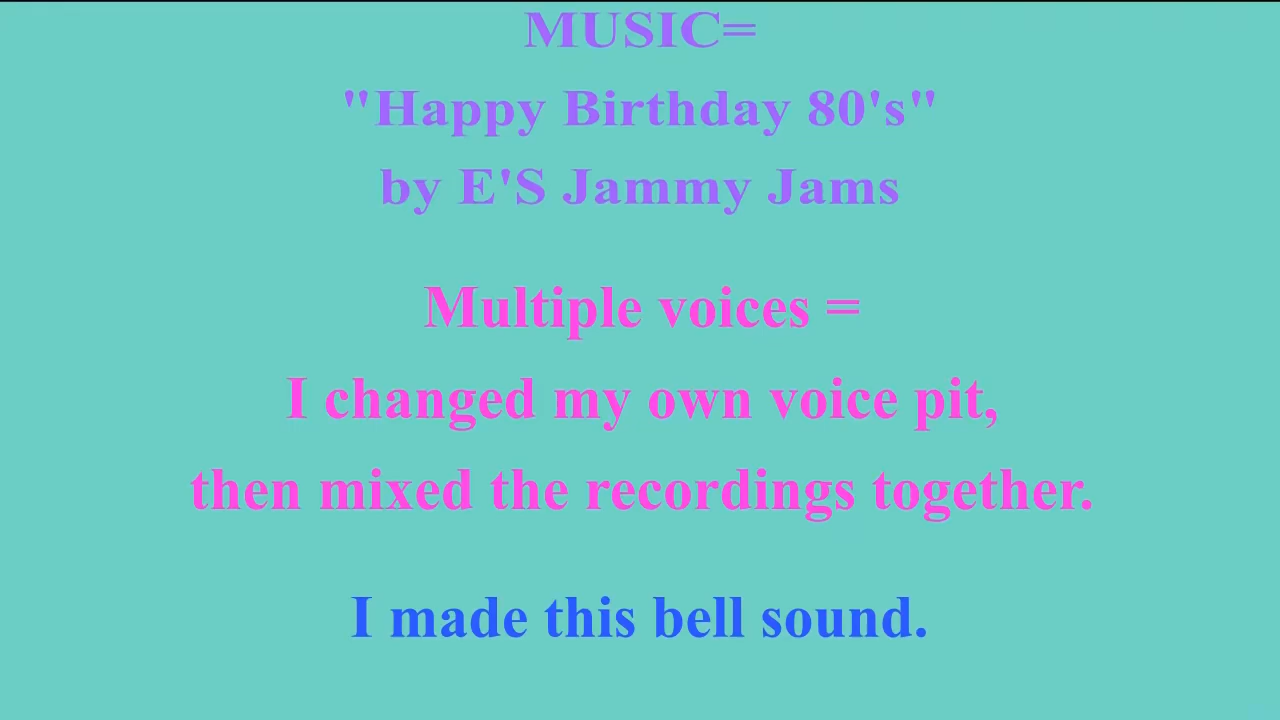 MUSIC=
"Happy Birthday 80's"
by E'S Jammy Jams
Multiple voices =
I changed my own voice pit,
then mixed the recordings together.
I made this bell sound.